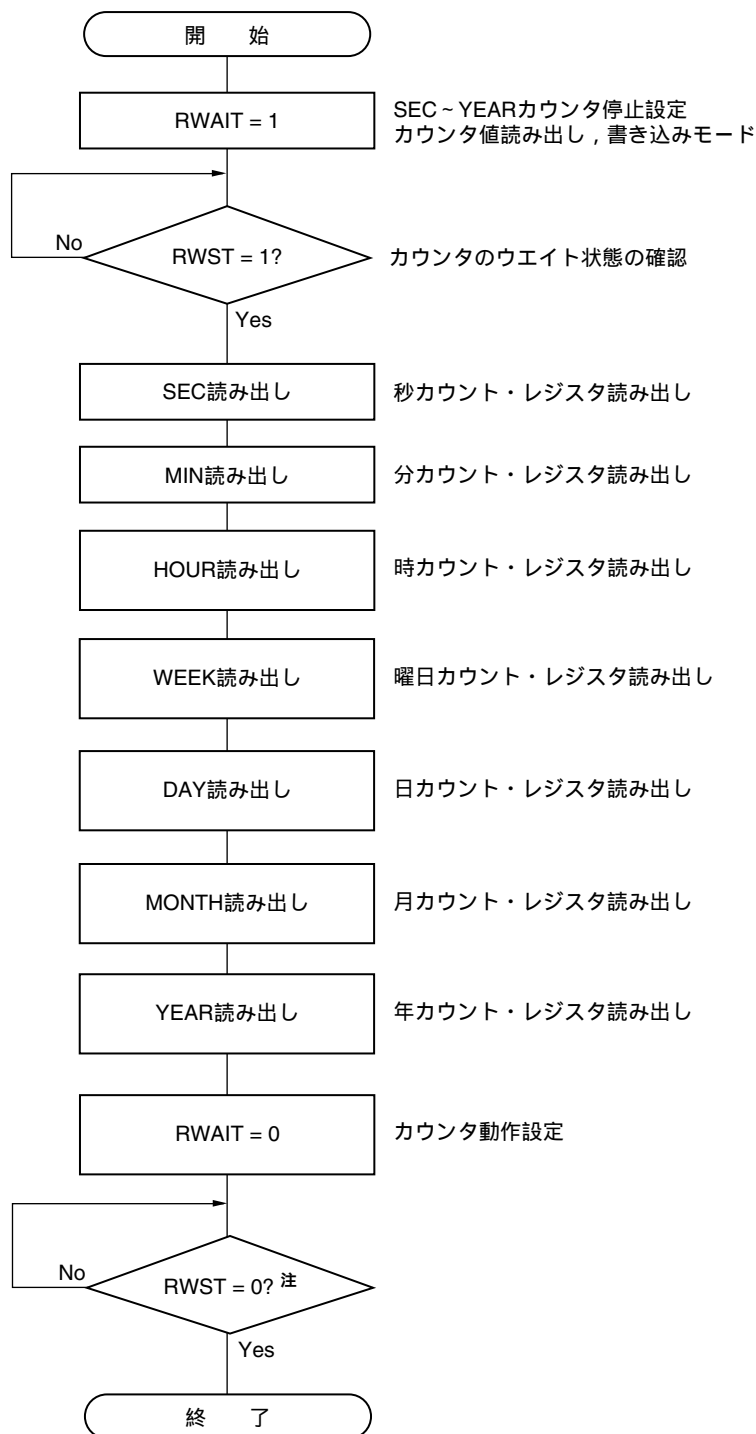 開　始
RWAIT = 1
SEC～YEARカウンタ停止設定
カウンタ値読み出し，書き込みモード
No
RWST = 1?
カウンタのウエイト状態の確認
Yes
SEC読み出し
秒カウント・レジスタ読み出し
MIN読み出し
分カウント・レジスタ読み出し
HOUR読み出し
時カウント・レジスタ読み出し
WEEK読み出し
曜日カウント・レジスタ読み出し
DAY読み出し
日カウント・レジスタ読み出し
MONTH読み出し
月カウント・レジスタ読み出し
YEAR読み出し
年カウント・レジスタ読み出し
RWAIT = 0
カウンタ動作設定
No
RWST = 0? 注
Yes
終　了